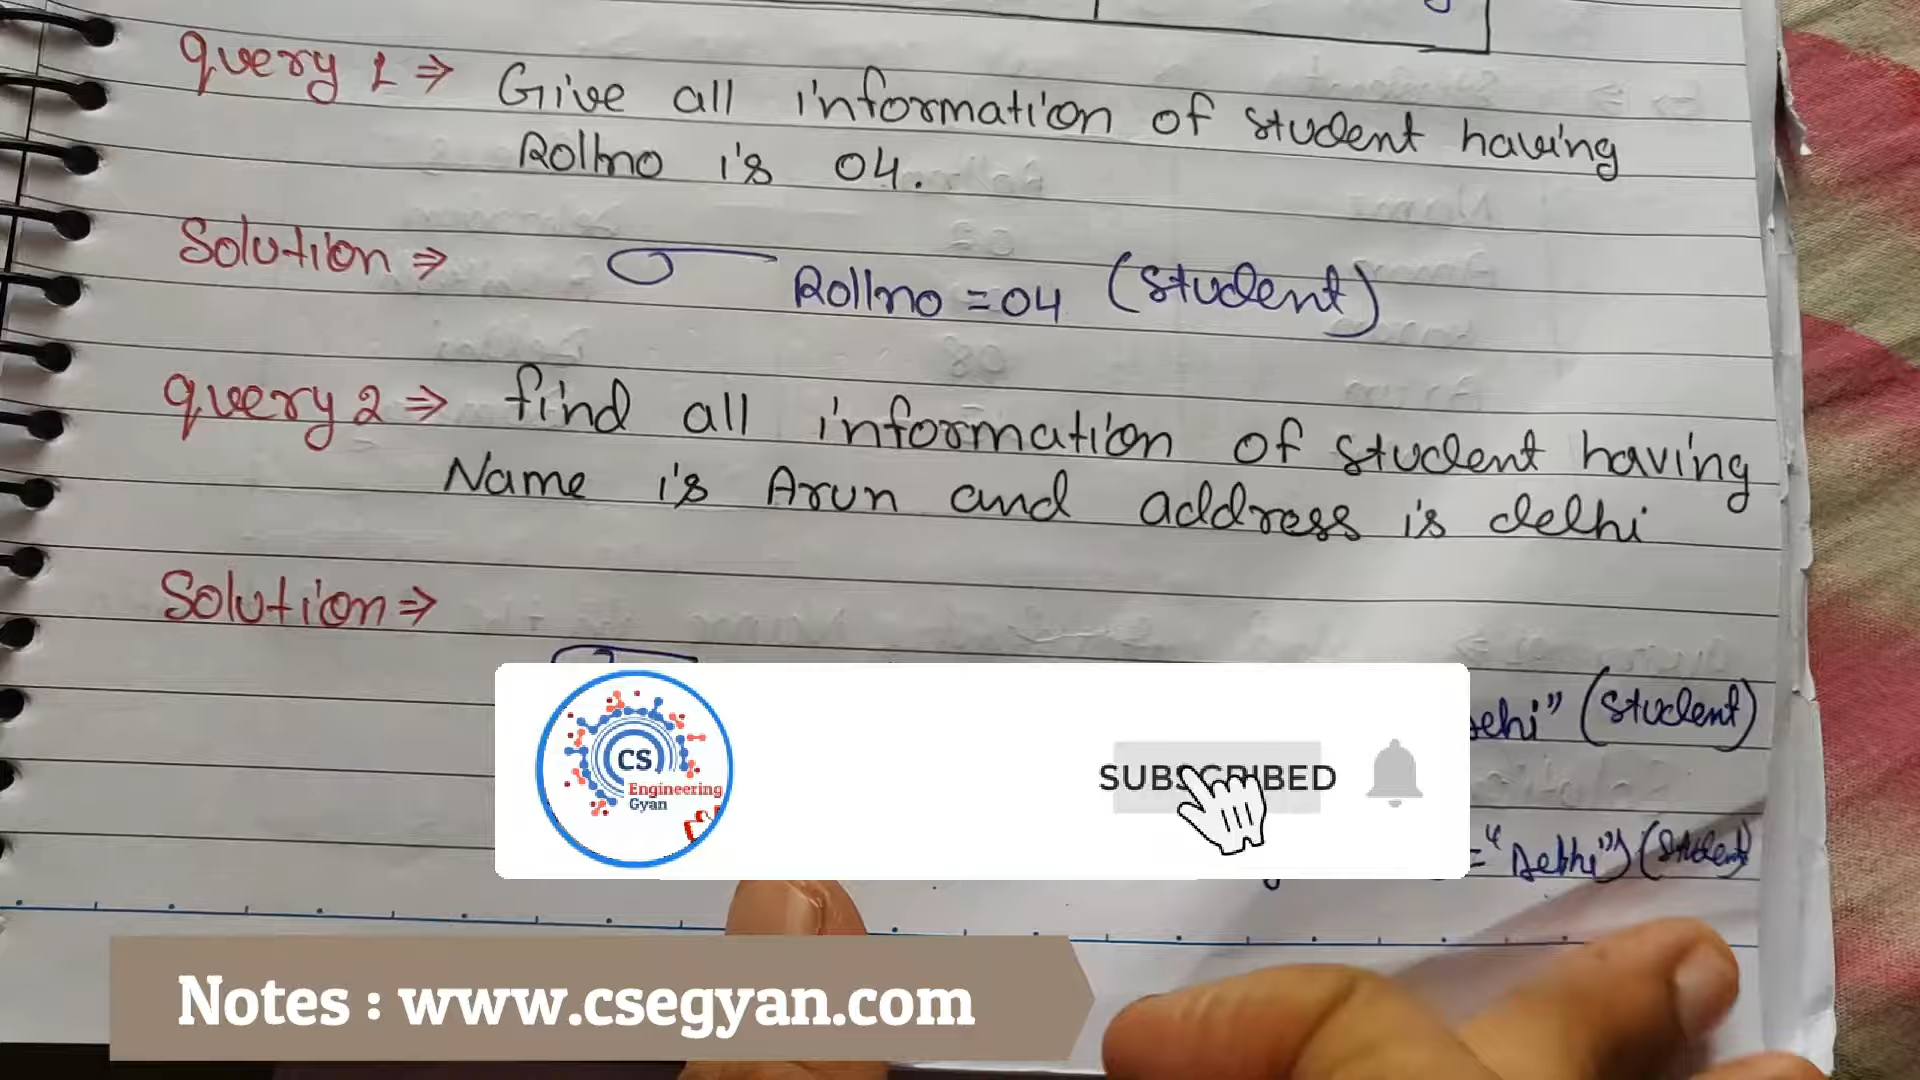 query 1 ⇒ Give all information of student having
Rollno is 04.
Solution ⇒ σ Rollno = 04 (Student)
query 2 ⇒ find all information of student having
Name is Arun and address is delhi
Solution ⇒
elhi" (Student)
CS
Engineering
Gyan
SUBSCRIBED
="Delhi") (Student
Notes : www.csegyan.com